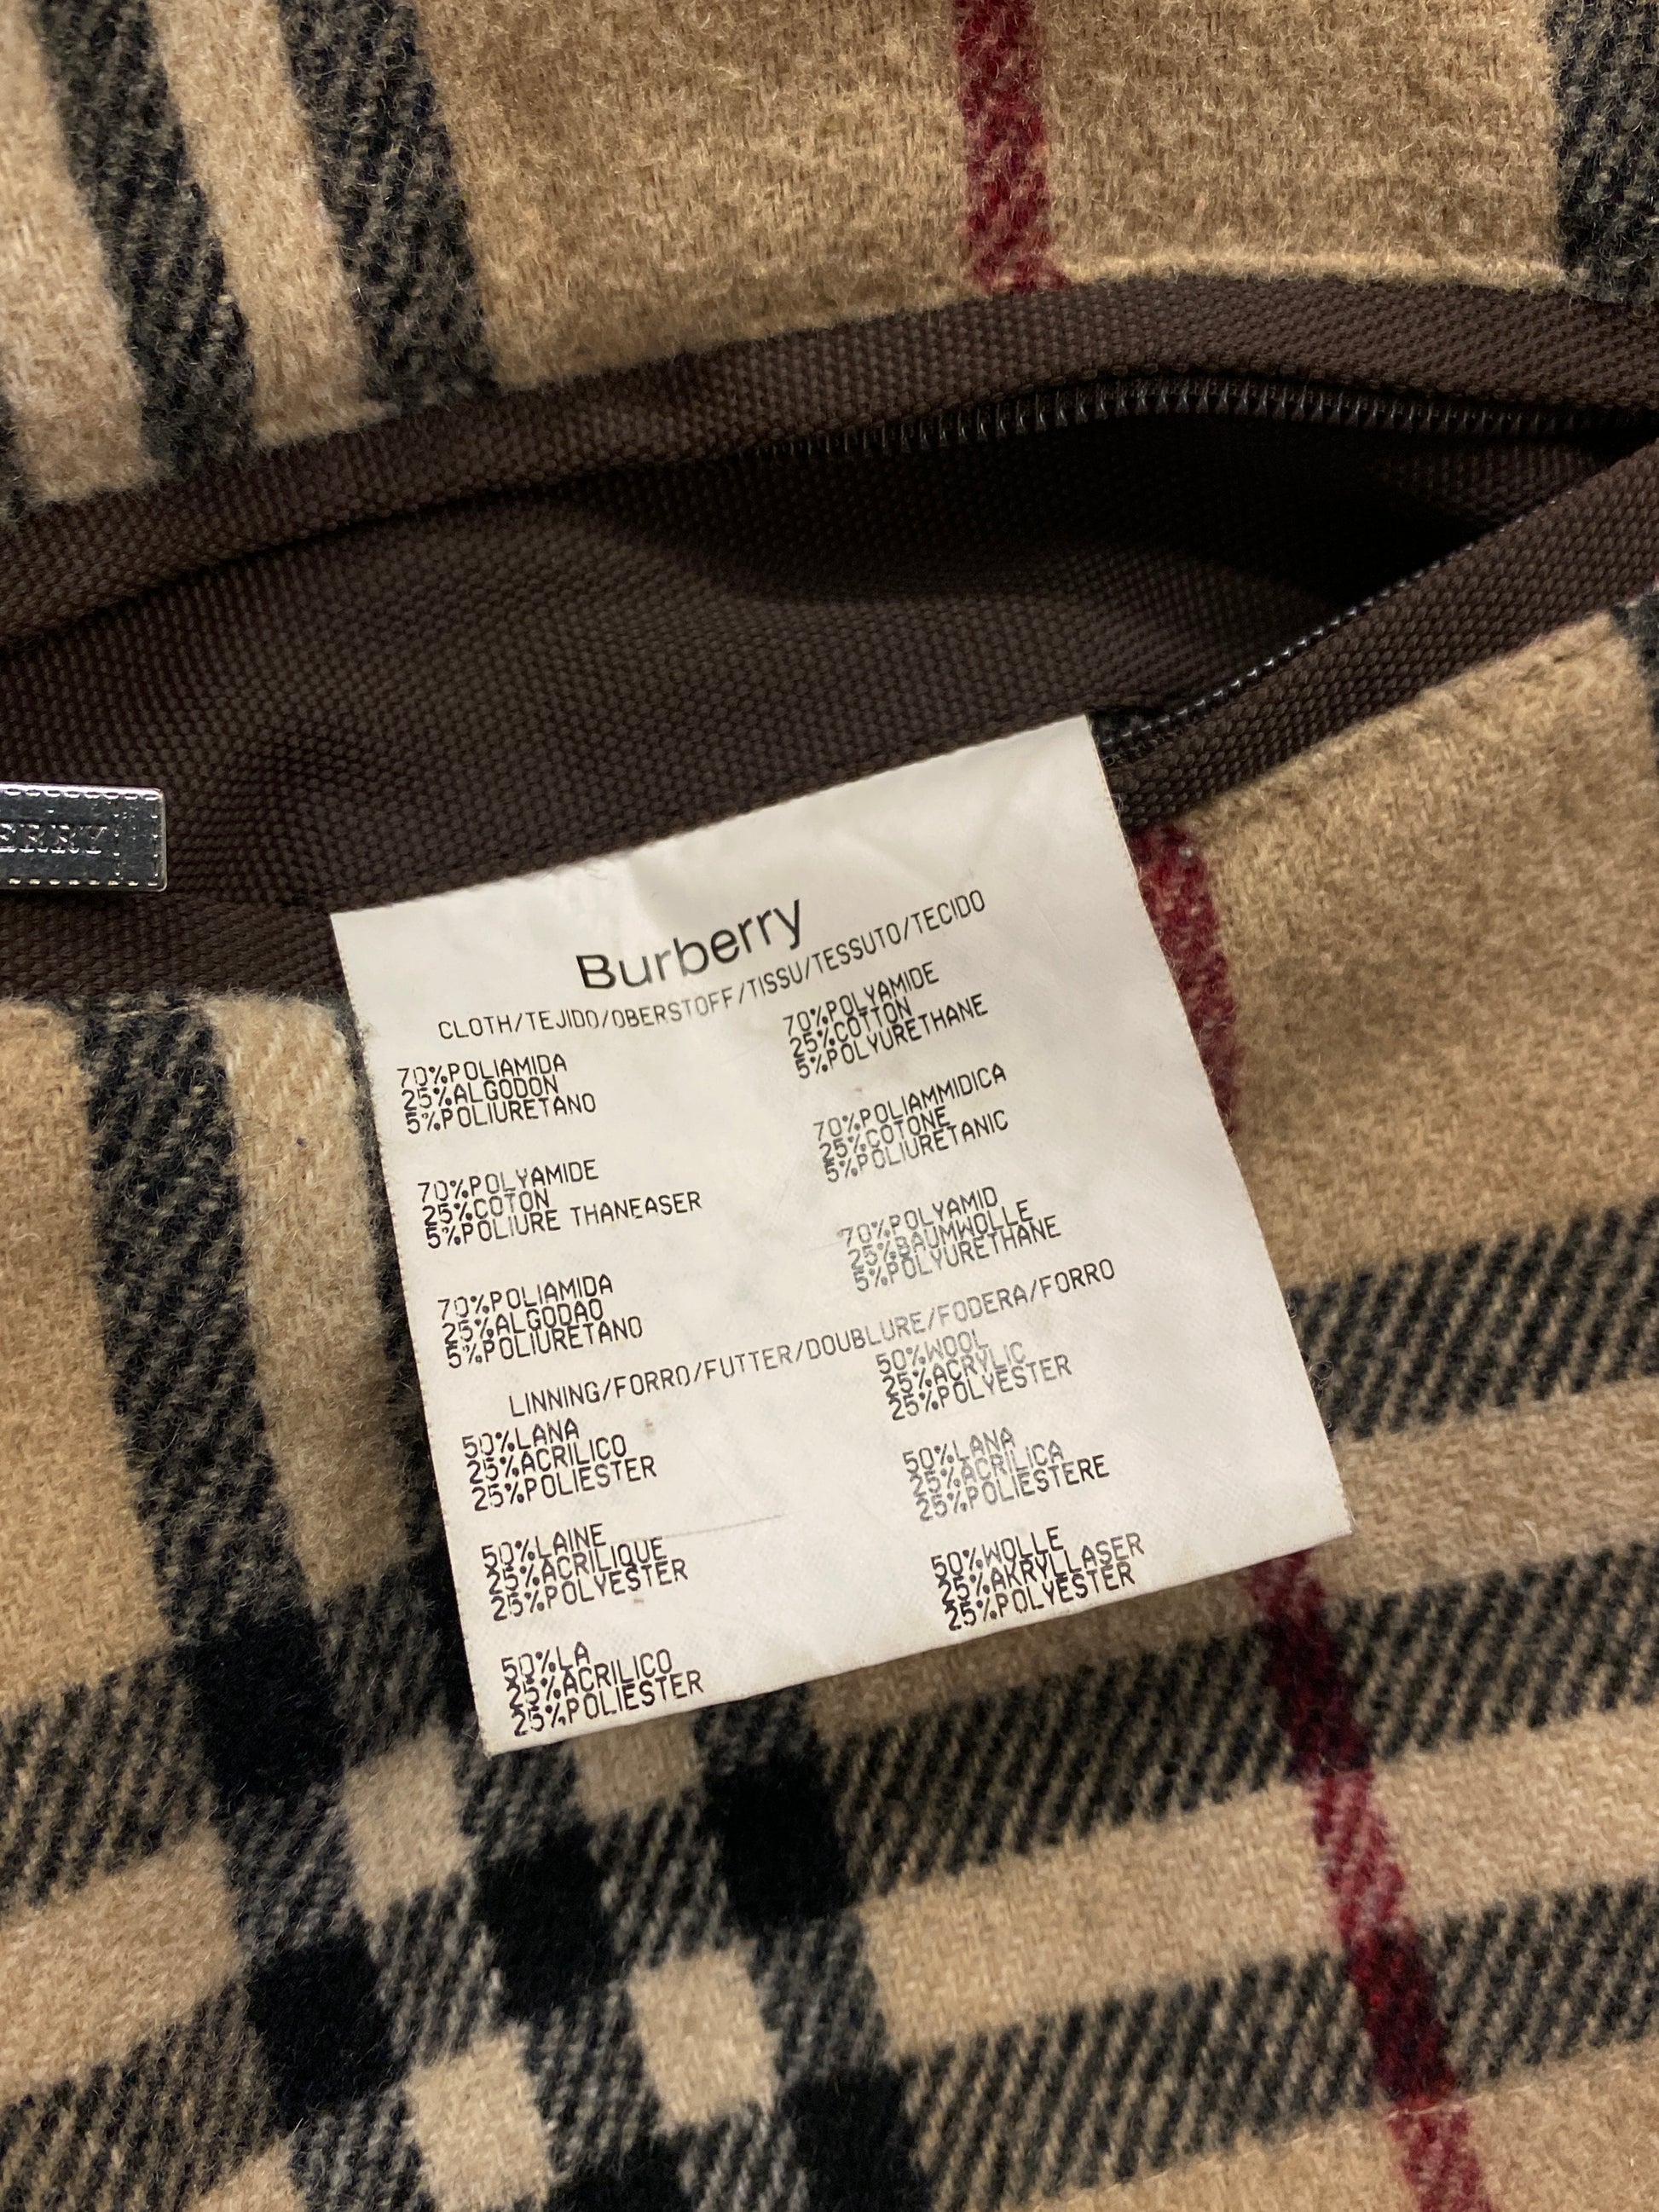 ERRY
Burberry
CLOTH/TEJIDO/OBERSTOFF/TISSU/TESSUTO/TECIDO
70%POLIAMIDA
25%ALGODON
5%POLIURETANO
70%POLYAMIDE
25%COTTON
5%POLYURETHANE
70%POLYAMIDE
25%COTON
5%POLIURE THANEASER
70%POLIAMMIDICA
25%COTONE
5%POLIURETANIC
70%POLIAMIDA
25%ALGODAO
5%POLIURETANO
70%POLYAMID
25%BAUMWOLLE
5%POLYURETHANE
LINNING/FORRO/FUTTER/DOUBLURE/FODERA/FORRO
50%LANA
25%ACRILICO
25%POLIESTER
50%WOOL
25%ACRYLIC
25%POLYESTER
50%LAINE
25%ACRILIQUE
25%POLYESTER
50%LANA
25%ACRILICA
25%POLIESTERE
50%LA
25%ACRILICO
25%POLIESTER
50%WOLLE
25%AKRYLLASER
25%POLYESTER